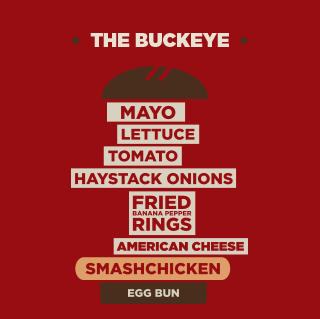 THE BUCKEYE
MAYO
LETTUCE
TOMATO
HAYSTACK ONIONS
FRIED
BANANA PEPPER
RINGS
AMERICAN CHEESE
SMASHCHICKEN
EGG BUN